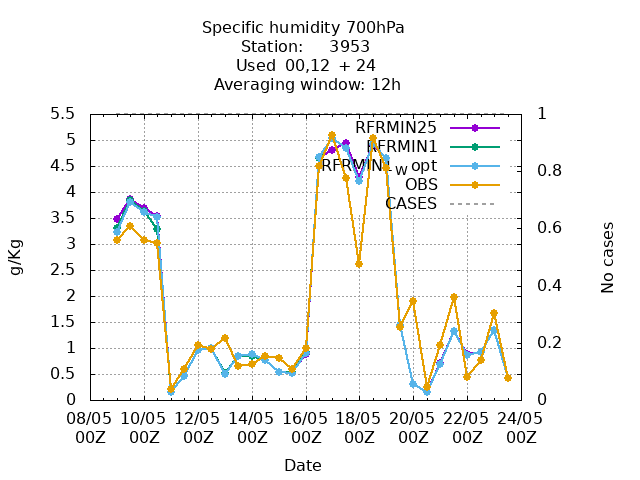 Specific humidity 700hPa
Station: 3953
Used 00,12 + 24
Averaging window: 12h
5.5
5
4.5
4
3.5
3
2.5
2
1.5
1
0.5
0
1
0.8
0.6
0.4
0.2
0
RFRMIN25
RFRMIN1
RFRMIN1_w opt
OBS
CASES
g/Kg
No cases
08/05 10/05 12/05 14/05 16/05 18/05 20/05 22/05 24/05
00Z 00Z 00Z 00Z 00Z 00Z 00Z 00Z 00Z
Date